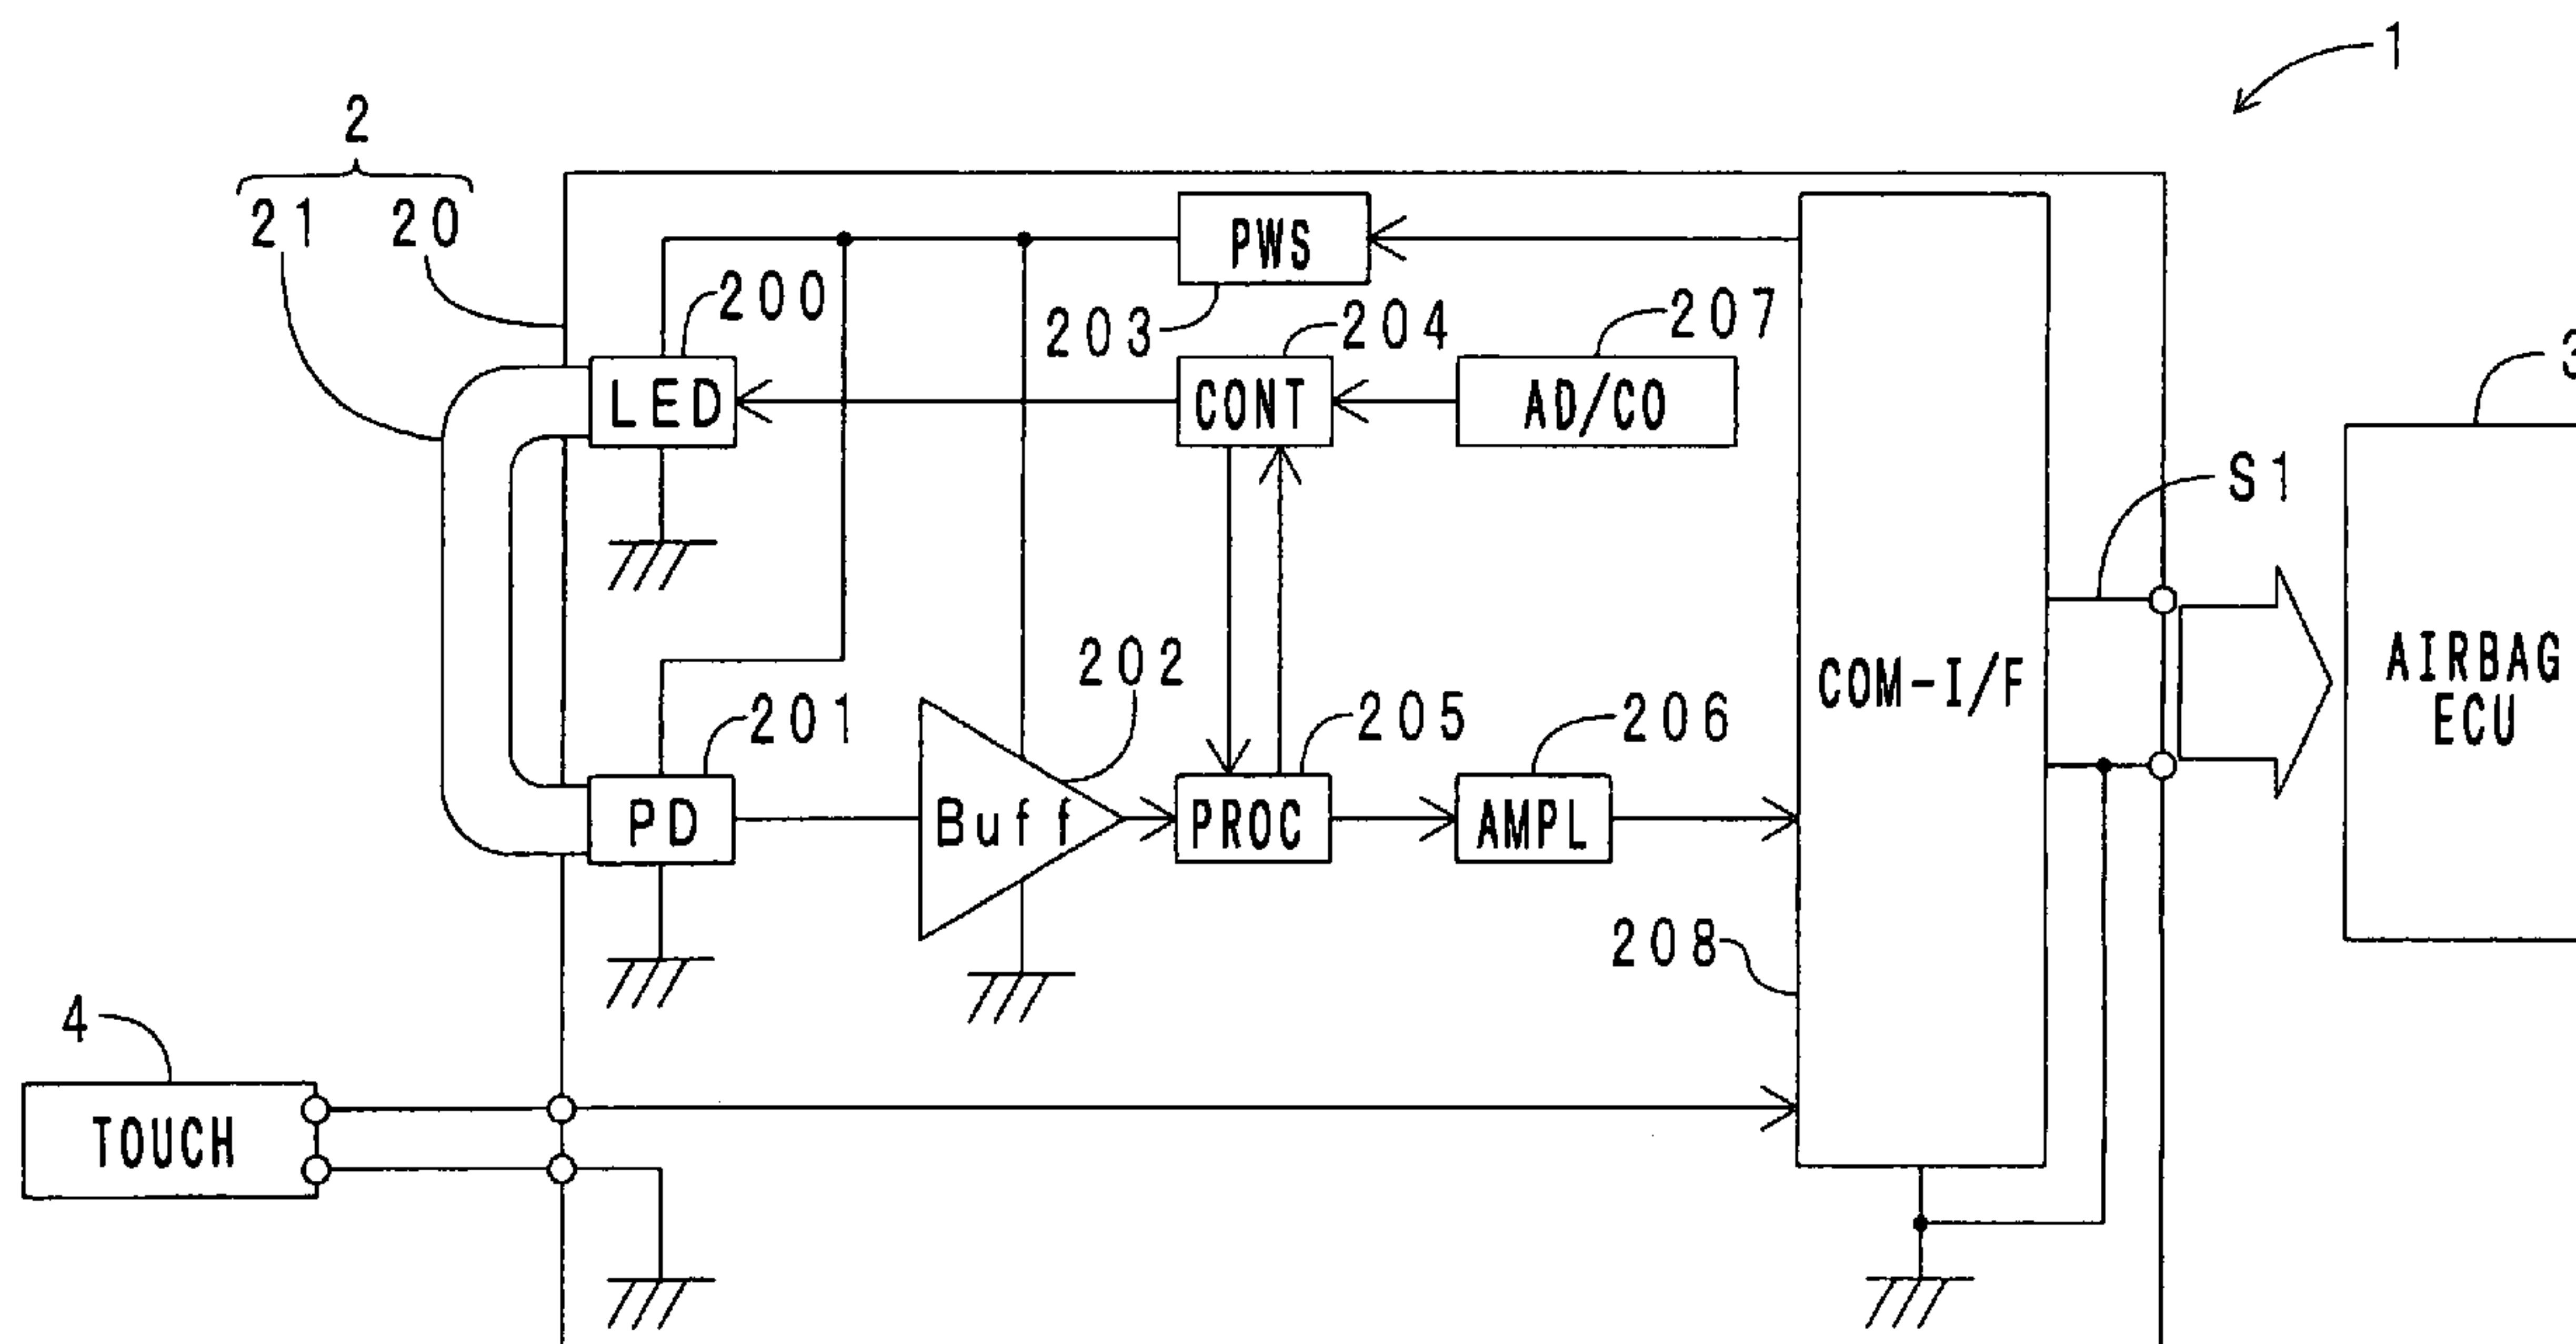 1
2
21 20
PWS
200
203
204
207
3
LED
CONT
AD/CO
S1
202
COM-I/F
AIRBAG
ECU
201
205
206
PD
Buff
PROC
AMPL
208
4
TOUCH